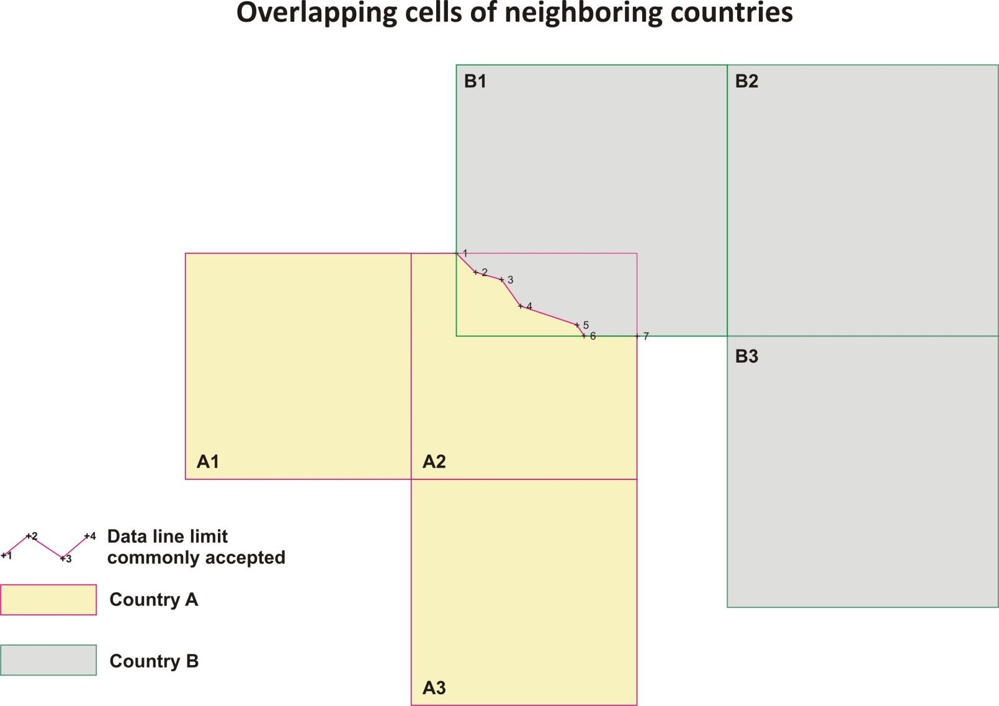 Overlapping cells of neighboring countries
B1
B2
1
2
3
4
5
6
7
B3
A1
A2
+1
+2
+3
+4
Data line limit
commonly accepted
Country A
Country B
A3